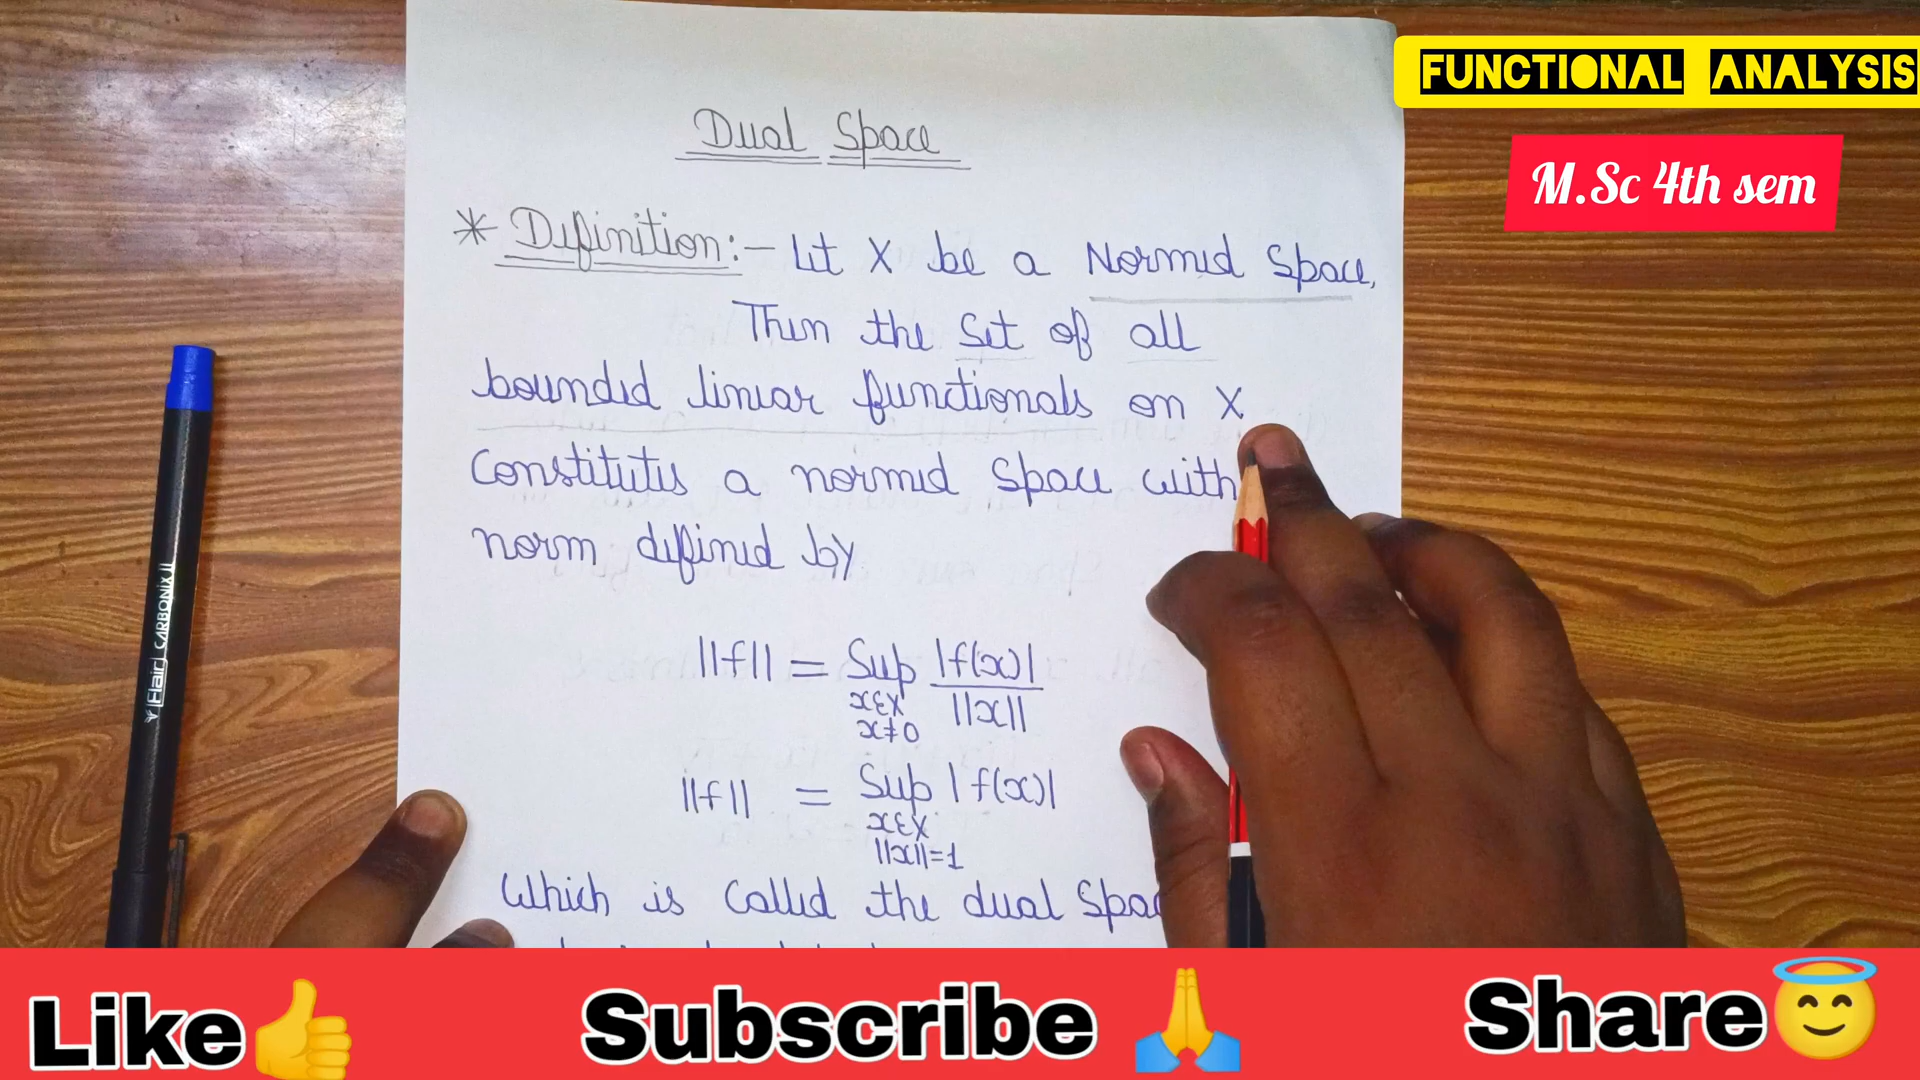 FUNCTIONAL ANALYSIS
M.Sc 4th sem
Dual Space
* Definition:- Let X be a Normed Space,
Then the Set of all
bounded linear functionals on X
Constitutes a normed Space with
norm defined by
||f|| = Sup |f(x)| / ||x||
x∈X
x≠0
||f|| = Sup |f(x)|
x∈X
||x||=1
Which is Called the dual Spac
Flair CARBONIX
Like👍 Subscribe🙏 Share😇